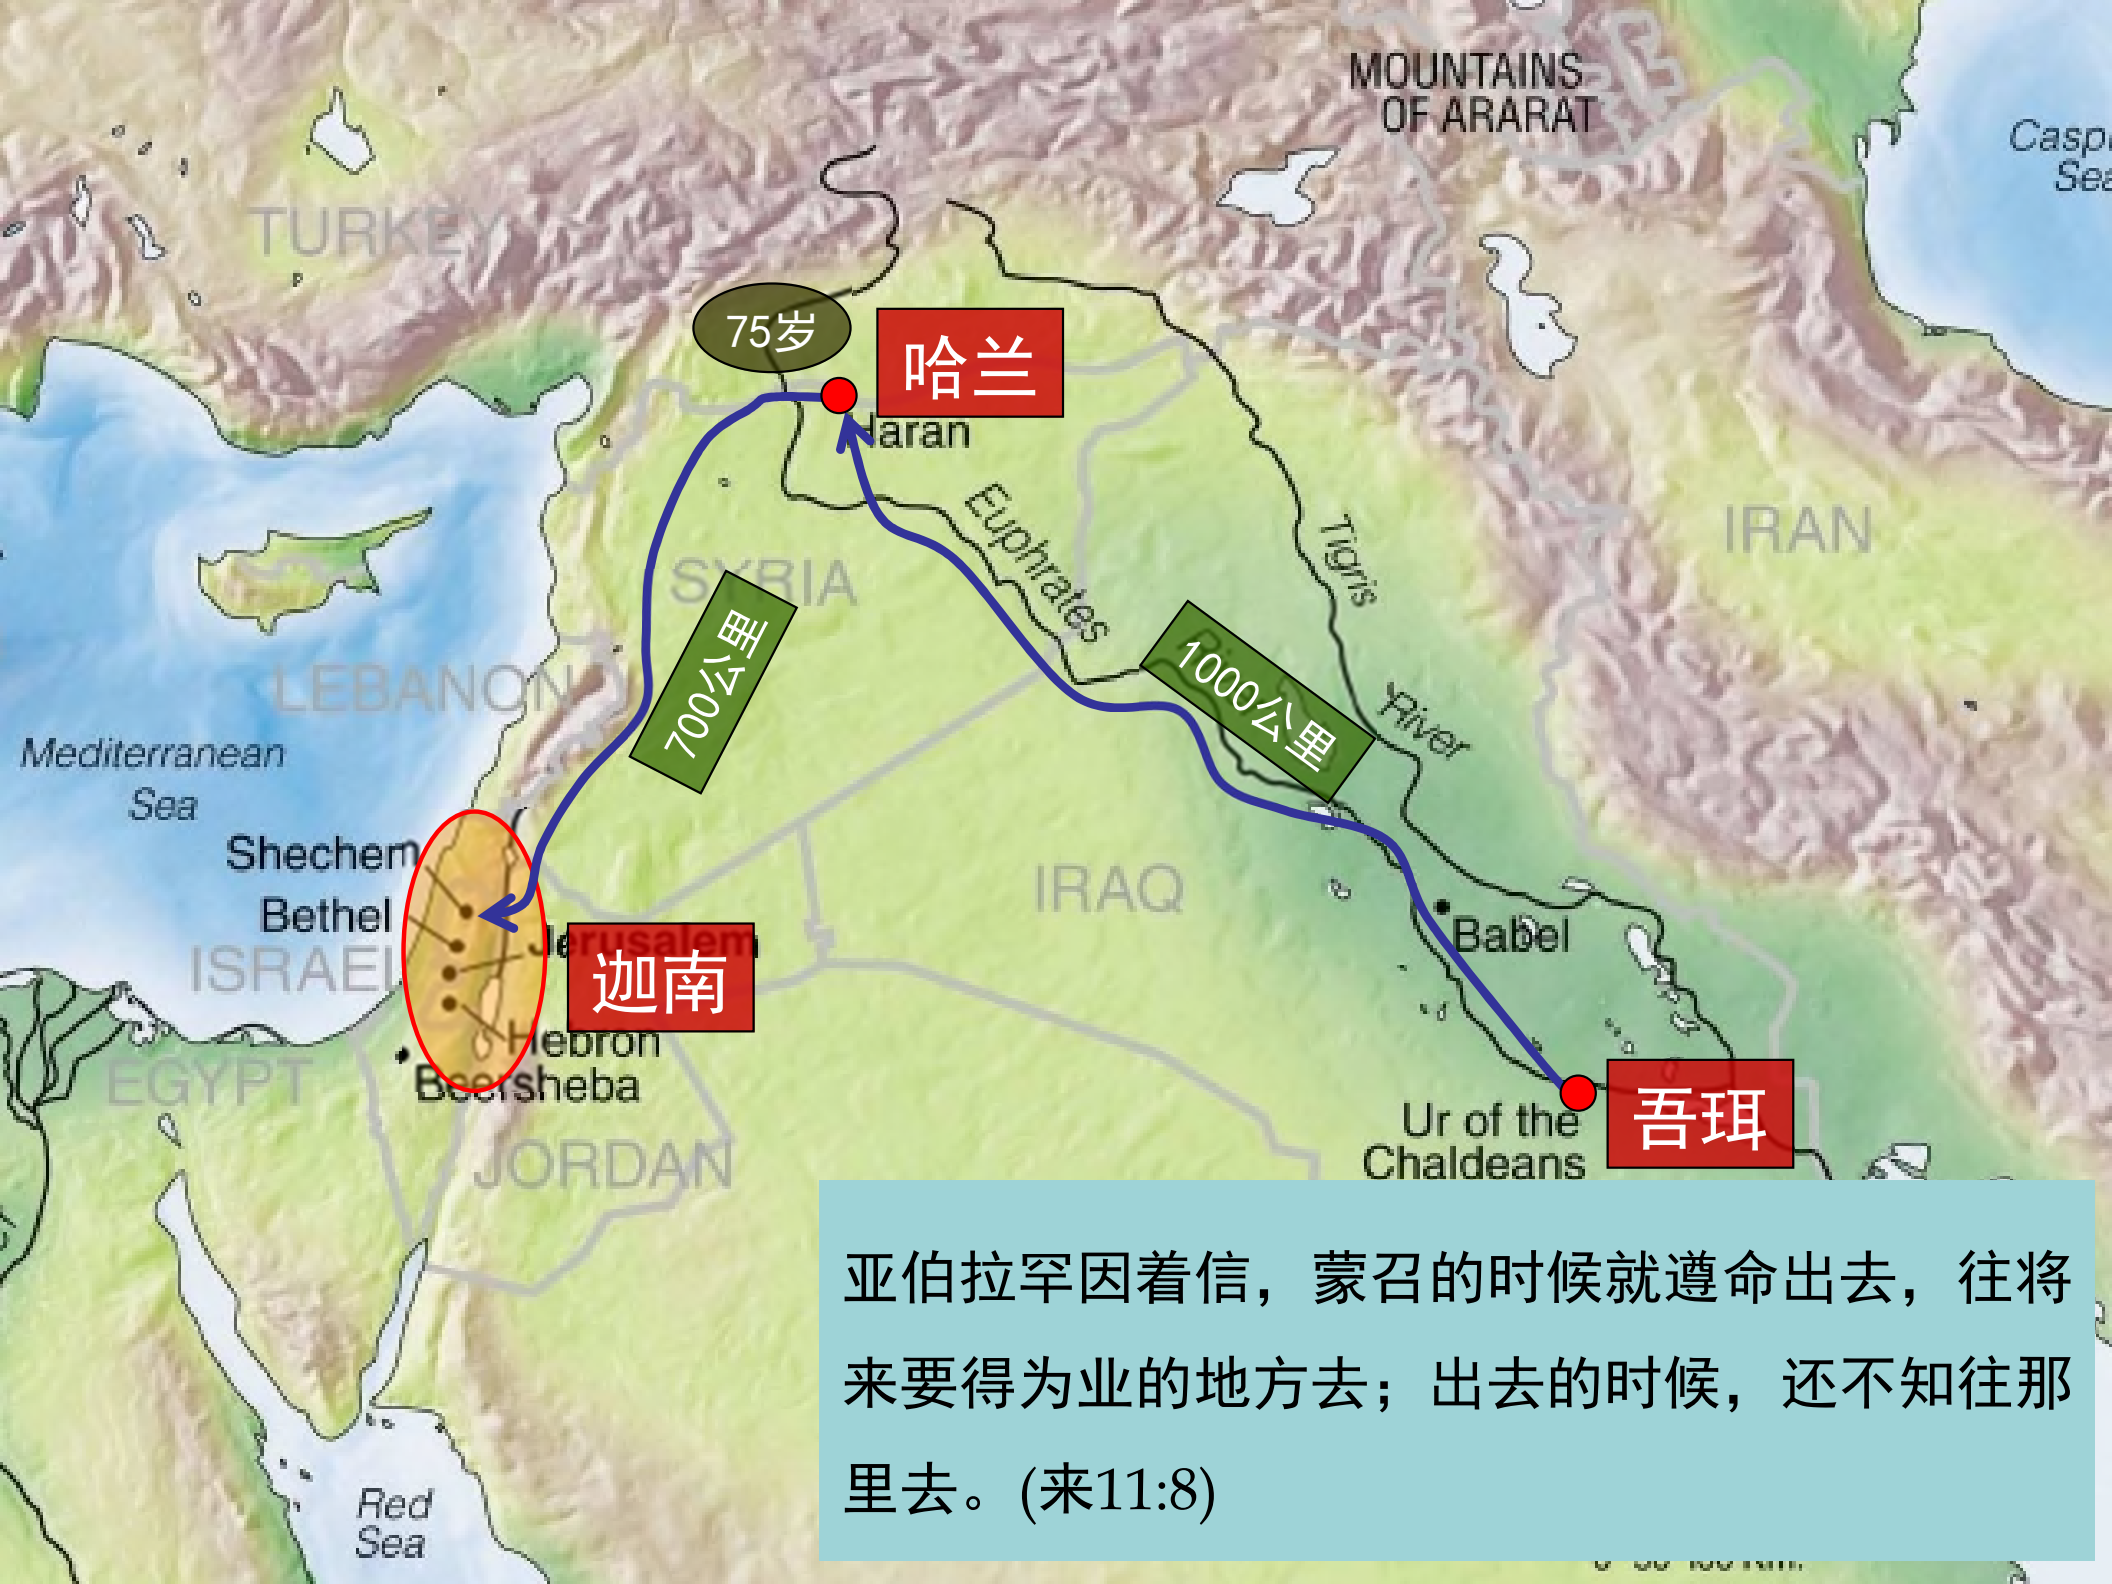 MOUNTAINS
OF ARARAT
TURKEY
75岁
哈兰
Haran
Euphrates
Tigris
IRAN
SYRIA
700公里
1000公里
River
LEBANON
Mediterranean
Sea
Shechem
Bethel
IRAQ
Babel
ISRAEL
Jerusalem
迦南
Hebron
Beersheba
EGYPT
吾珥
Ur of the
Chaldeans
JORDAN
亚伯拉罕因着信，蒙召的时候就遵命出去，往将
来要得为业的地方去；出去的时候，还不知往那
里去。(来11:8)
Red
Sea